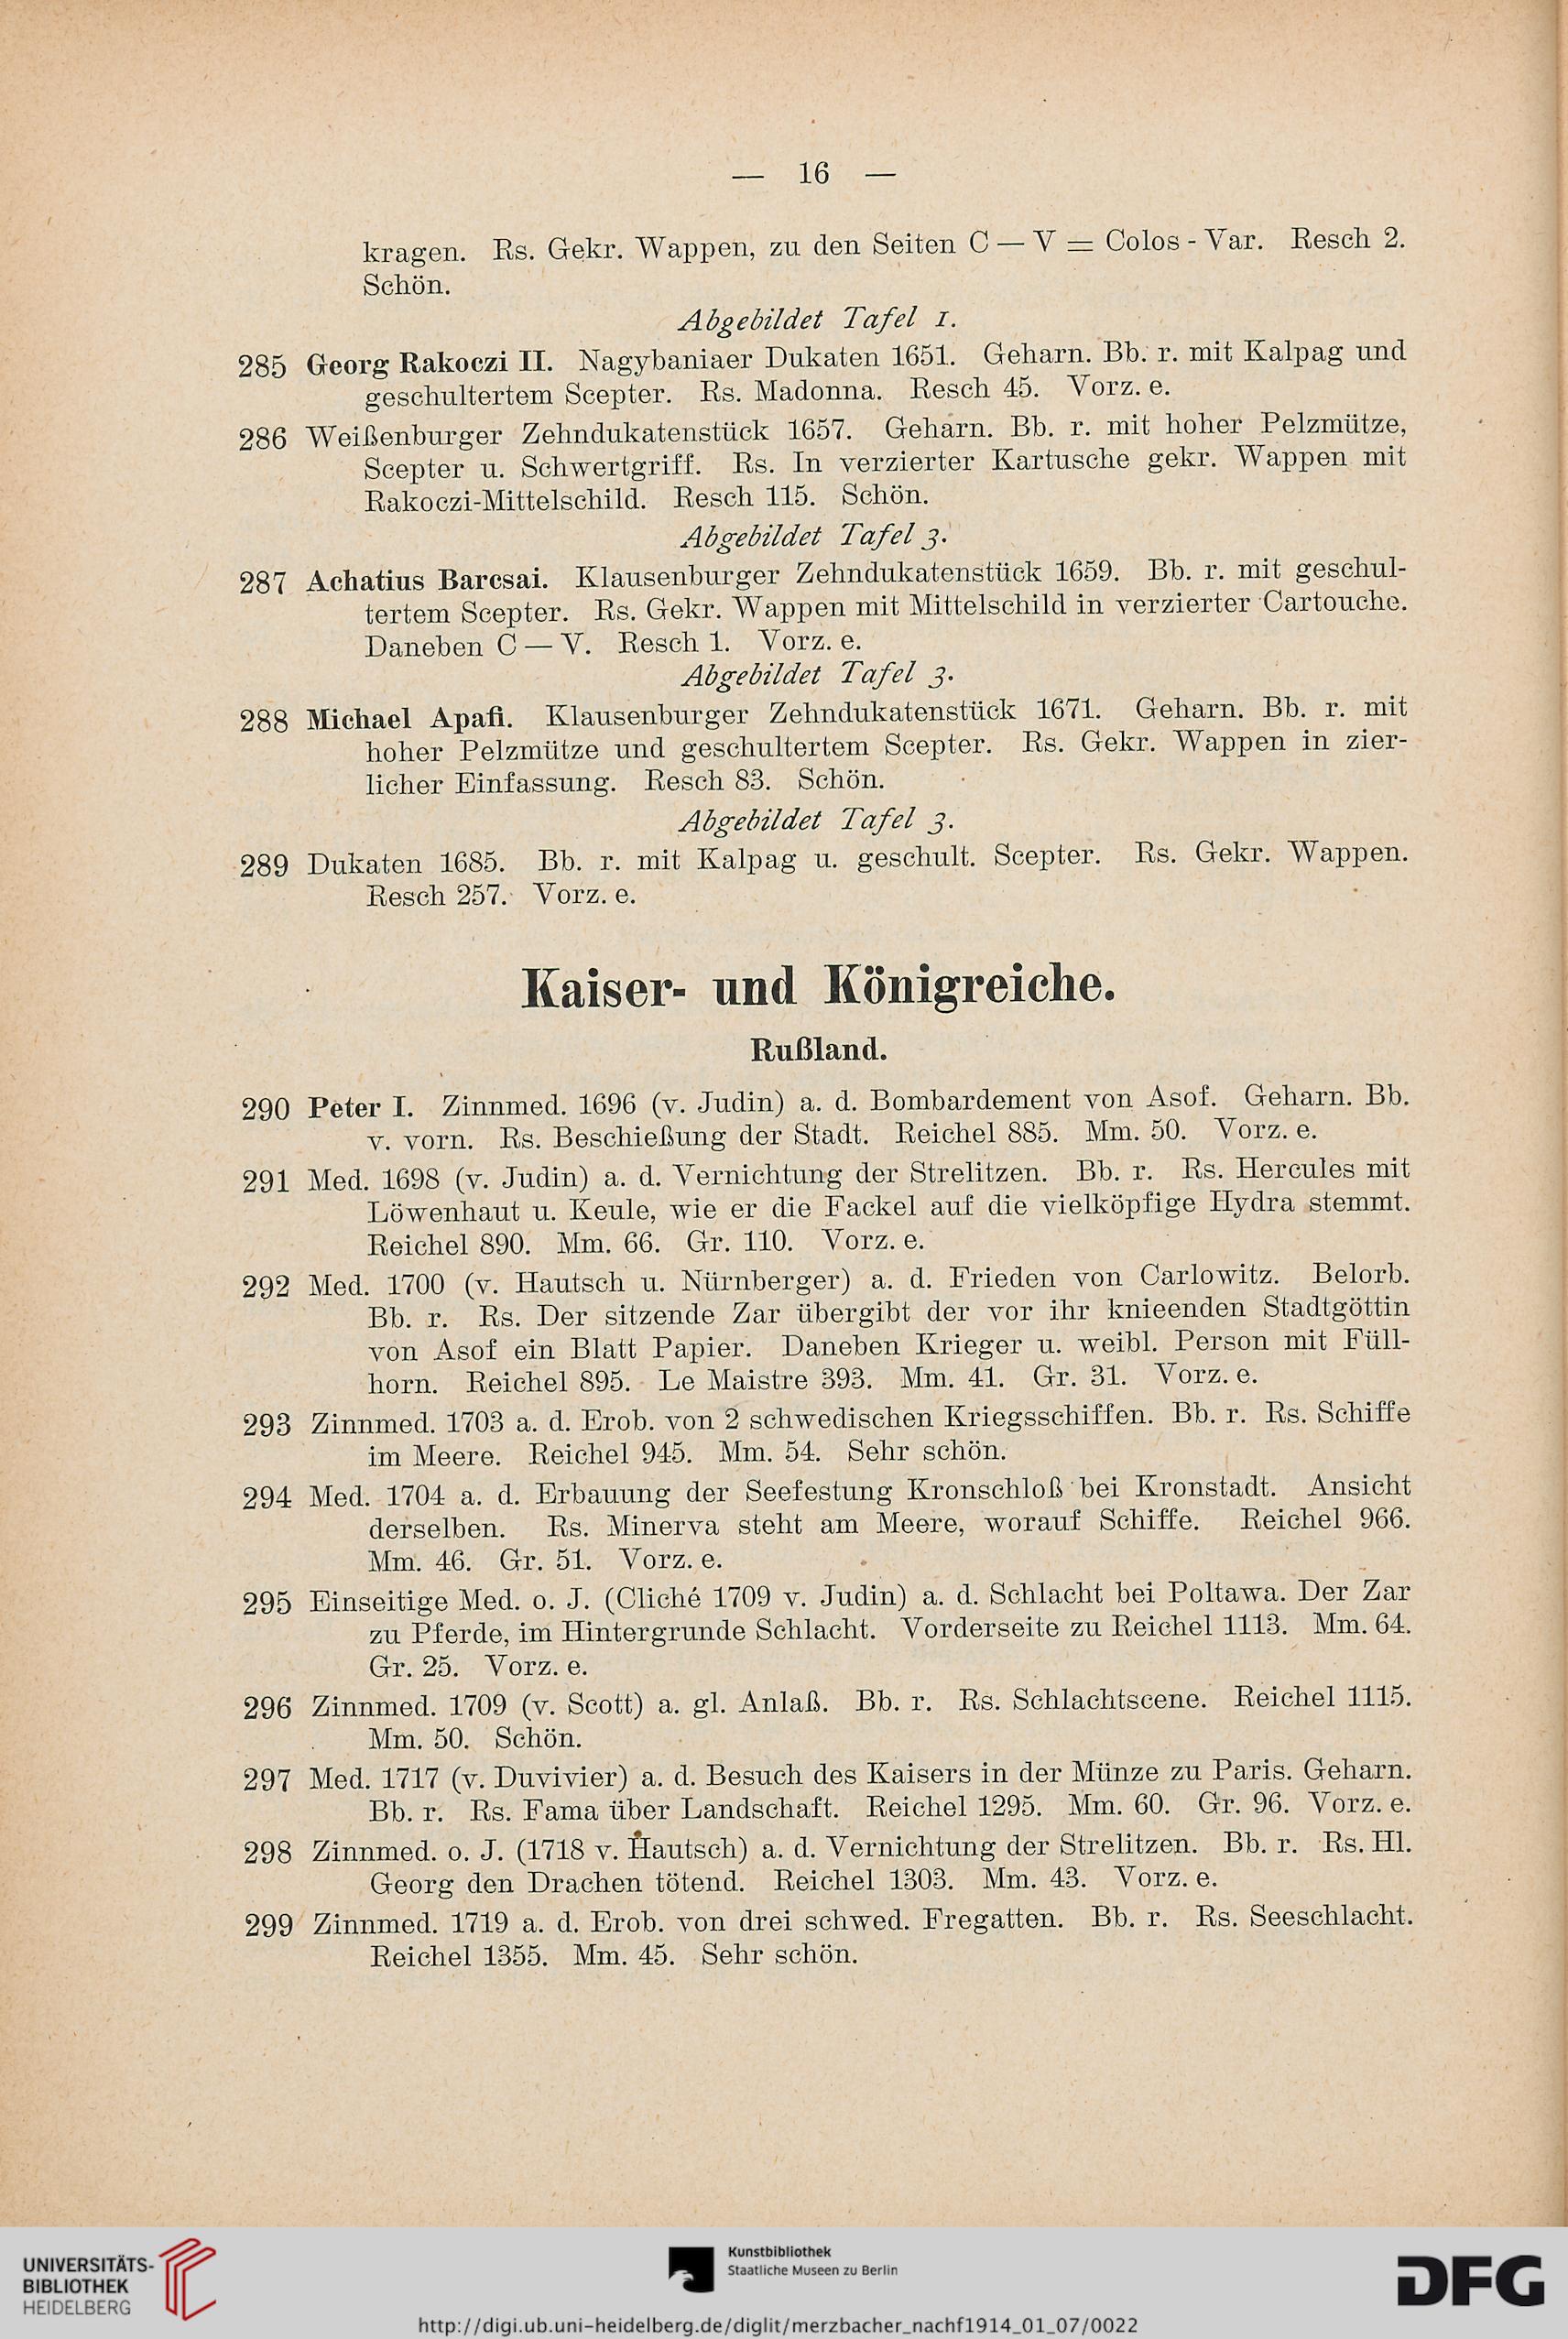 — 16 —
kragen. Rs. Gekr. Wappen, zu den Seiten C — V = Colos - Var. Resch 2.
Schön.
Abgebildet Tafel 1.
285 Georg Rakoczi II. Nagybaniaer Dukaten 1651. Geharn. Bb. r. mit Kalpag und
geschultertem Scepter. Rs. Madonna. Resch 45. Vorz. e.
286 Weißenburger Zehndukatenstück 1657. Geharn. Bb. r. mit hoher Pelzmütze,
Scepter u. Schwertgriff. Rs. In verzierter Kartusche gekr. Wappen mit
Rakoczi-Mittelschild. Resch 115. Schön.
Abgebildet Tafel 3.
287 Achatius Barcsai. Klausenburger Zehndukatenstück 1659. Bb. r. mit geschul-
tertem Scepter. Rs. Gekr. Wappen mit Mittelschild in verzierter Cartouche.
Daneben C — V. Resch 1. Vorz. e.
Abgebildet Tafel 3.
288 Michael Apafi. Klausenburger Zehndukatenstück 1671. Geharn. Bb. r. mit
hoher Pelzmütze und geschultertem Scepter. Rs. Gekr. Wappen in zier-
licher Einfassung. Resch 83. Schön.
Abgebildet Tafel 3.
289 Dukaten 1685. Bb. r. mit Kalpag u. geschult. Scepter. Rs. Gekr. Wappen.
Resch 257. Vorz. e.
Kaiser- und Königreiche.
Rußland.
290 Peter I. Zinnmed. 1696 (v. Judin) a. d. Bombardement von Asof. Geharn. Bb.
v. vorn. Rs. Beschießung der Stadt. Reichel 885. Mm. 50. Vorz. e.
291 Med. 1698 (v. Judin) a. d. Vernichtung der Strelitzen. Bb. r. Rs. Hercules mit
Löwenhaut u. Keule, wie er die Fackel auf die vielköpfige Hydra stemmt.
Reichel 890. Mm. 66. Gr. 110. Vorz. e.
292 Med. 1700 (v. Hautsch u. Nürnberger) a. d. Frieden von Carlowitz. Belorb.
Bb. r. Rs. Der sitzende Zar übergibt der vor ihr knieenden Stadtgöttin
von Asof ein Blatt Papier. Daneben Krieger u. weibl. Person mit Füll-
horn. Reichel 895. Le Maistre 393. Mm. 41. Gr. 31. Vorz. e.
293 Zinnmed. 1703 a. d. Erob. von 2 schwedischen Kriegsschiffen. Bb. r. Rs. Schiffe
im Meere. Reichel 945. Mm. 54. Sehr schön.
294 Med. 1704 a. d. Erbauung der Seefestung Kronschloß bei Kronstadt. Ansicht
derselben. Rs. Minerva steht am Meere, worauf Schiffe. Reichel 966.
Mm. 46. Gr. 51. Vorz. e.
295 Einseitige Med. o. J. (Cliché 1709 v. Judin) a. d. Schlacht bei Poltawa. Der Zar
zu Pferde, im Hintergrunde Schlacht. Vorderseite zu Reichel 1113. Mm. 64.
Gr. 25. Vorz. e.
296 Zinnmed. 1709 (v. Scott) a. gl. Anlaß. Bb. r. Rs. Schlachtscene. Reichel 1115.
Mm. 50. Schön.
297 Med. 1717 (v. Duvivier) a. d. Besuch des Kaisers in der Münze zu Paris. Geharn.
Bb. r. Rs. Fama über Landschaft. Reichel 1295. Mm. 60. Gr. 96. Vorz. e.
298 Zinnmed. o. J. (1718 v. Hautsch) a. d. Vernichtung der Strelitzen. Bb. r. Rs. Hl.
Georg den Drachen tötend. Reichel 1303. Mm. 43. Vorz. e.
299 Zinnmed. 1719 a. d. Erob. von drei schwed. Fregatten. Bb. r. Rs. Seeschlacht.
Reichel 1355. Mm. 45. Sehr schön.
UNIVERSITÄTS-
BIBLIOTHEK
HEIDELBERG
Kunstbibliothek
Staatliche Museen zu Berlin
DFG
http://digi.ub.uni-heidelberg.de/diglit/merzbacher_nachf1914_01_07/0022